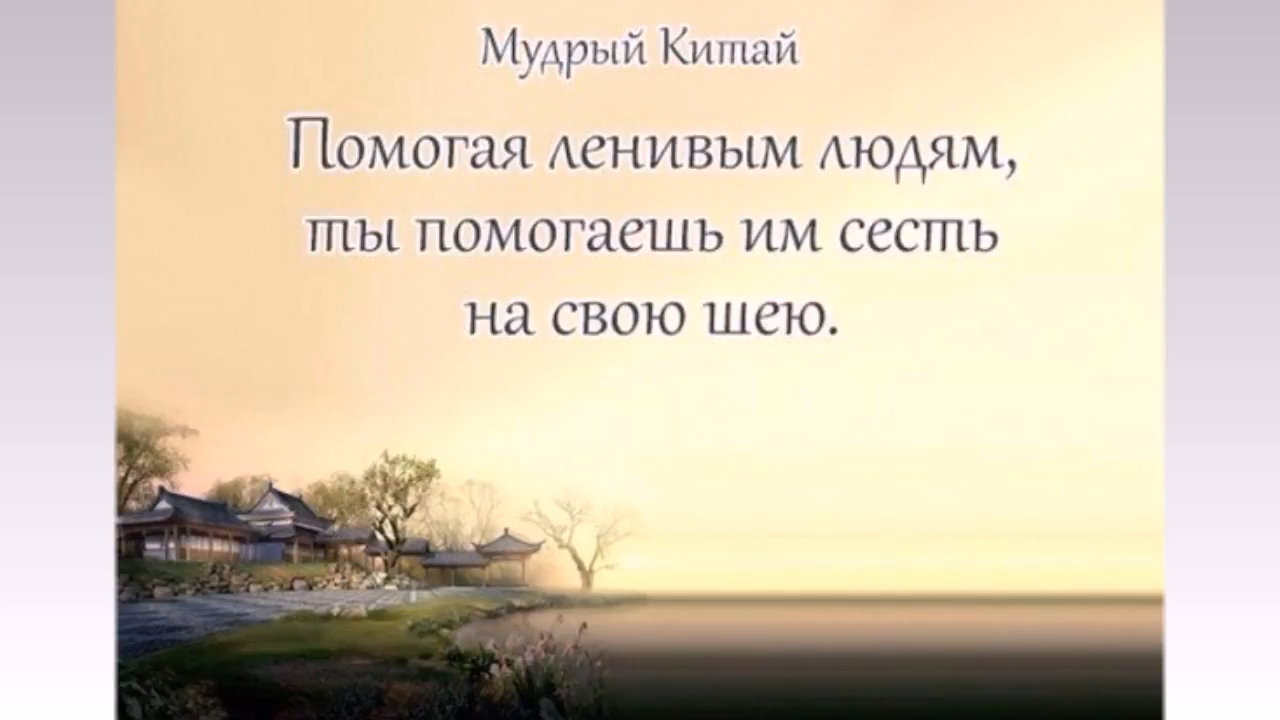 Мудрый Китай
Помогая ленивым людям,
ты помогаешь им сесть
на свою шею.